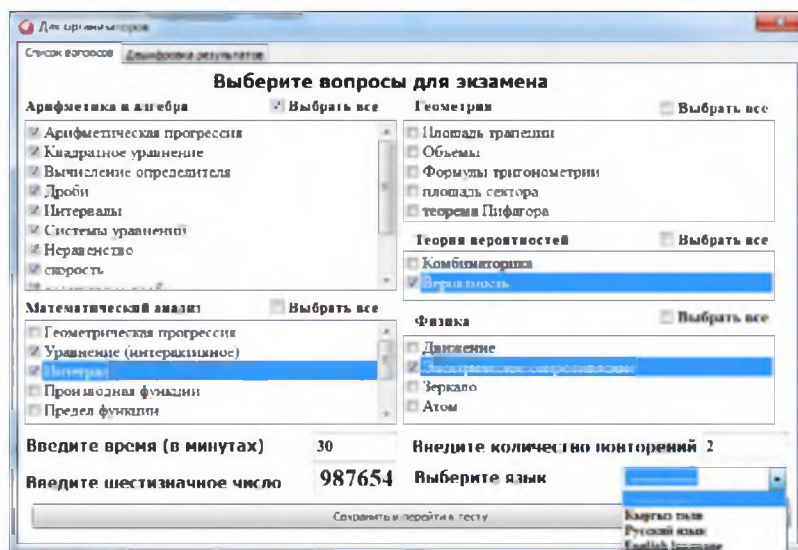 Для организаторов
Список вопросов Дешифровка результатов
Выберите вопросы для экзамена
Арифметика и алгебра
Выбрать все
Арифметическая прогрессия
Квадратное уравнение
Вычисление определителя
Дроби
Интервалы
Системы уравнений
Неравенство
скорость
Математический анализ
Выбрать все
Геометрическая прогрессия
Уравнение (интерактивное)
Интеграл
Производная функции
Предел функции
Геометрия
Выбрать все
Площадь трапеции
Объемы
Формулы тригонометрии
площадь сектора
теорема Пифагора
Теория вероятностей
Выбрать все
Комбинаторика
Вероятность
Физика
Выбрать все
Движение
Электрическое сопротивление
Зеркало
Атом
Введите время (в минутах) 30
Введите количество повторений 2
Введите шестизначное число 987654
Выберите язык
Кыргыз тили
Русский язык
English language
Сохранить и перейти к тесту